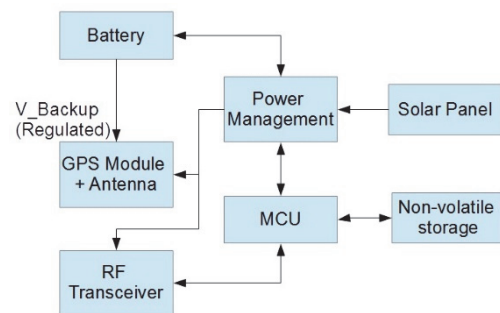 Battery
V_Backup
(Regulated)
Power
Management
Solar Panel
GPS Module
+ Antenna
MCU
Non-volatile
storage
RF
Transceiver